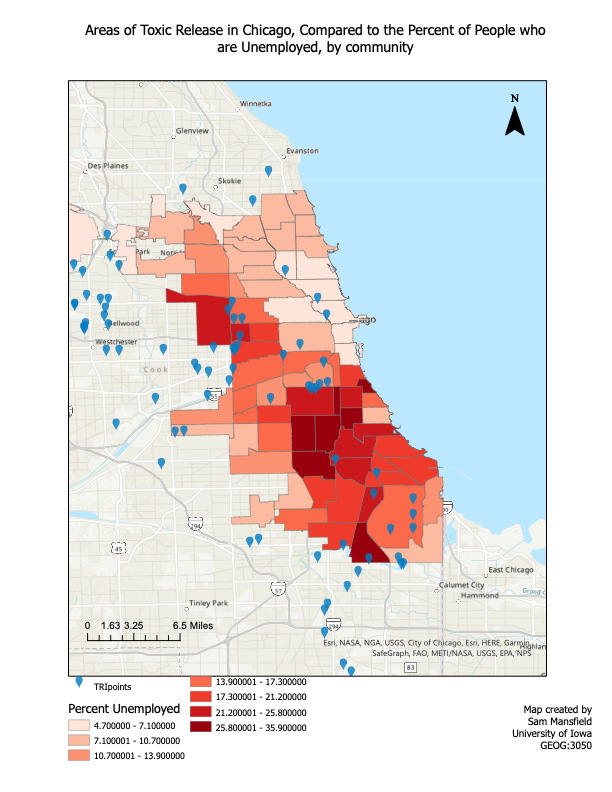 Areas of Toxic Release in Chicago, Compared to the Percent of People who
are Unemployed, by community
N
Winnetka
Glenview
Evanston
Des Plaines
Skokie
Park
Bellwood
Westchester
Cook
55
294
45
57
East Chicago
Calumet City
Hammond
Tinley Park
0 1.63 3.25 6.5 Miles
294
Esri, NASA, NGA, USGS, City of Chicago, Esri, HERE, Garmin,
SafeGraph, FAO, METI/NASA, USGS, EPA, NPS
83
TRIpoints
Percent Unemployed
4.700000 - 7.100000
7.100001 - 10.700000
10.700001 - 13.900000
13.900001 - 17.300000
17.300001 - 21.200000
21.200001 - 25.800000
25.800001 - 35.900000
Map created by
Sam Mansfield
University of Iowa
GEOG:3050